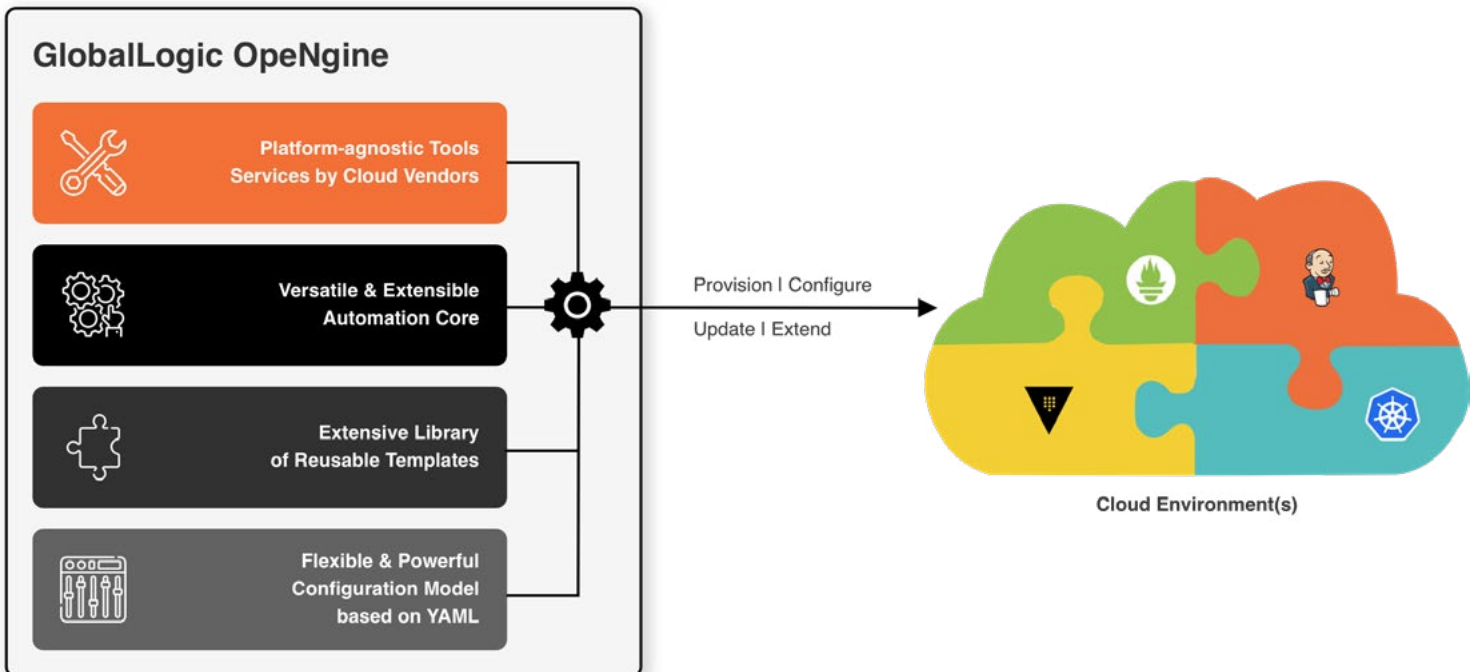 GlobalLogic OpeNgine
Platform-agnostic Tools
Services by Cloud Vendors
Versatile & Extensible
Automation Core
Extensive Library
of Reusable Templates
Flexible & Powerful
Configuration Model
based on YAML
Provision | Configure
Update | Extend
Cloud Environment(s)